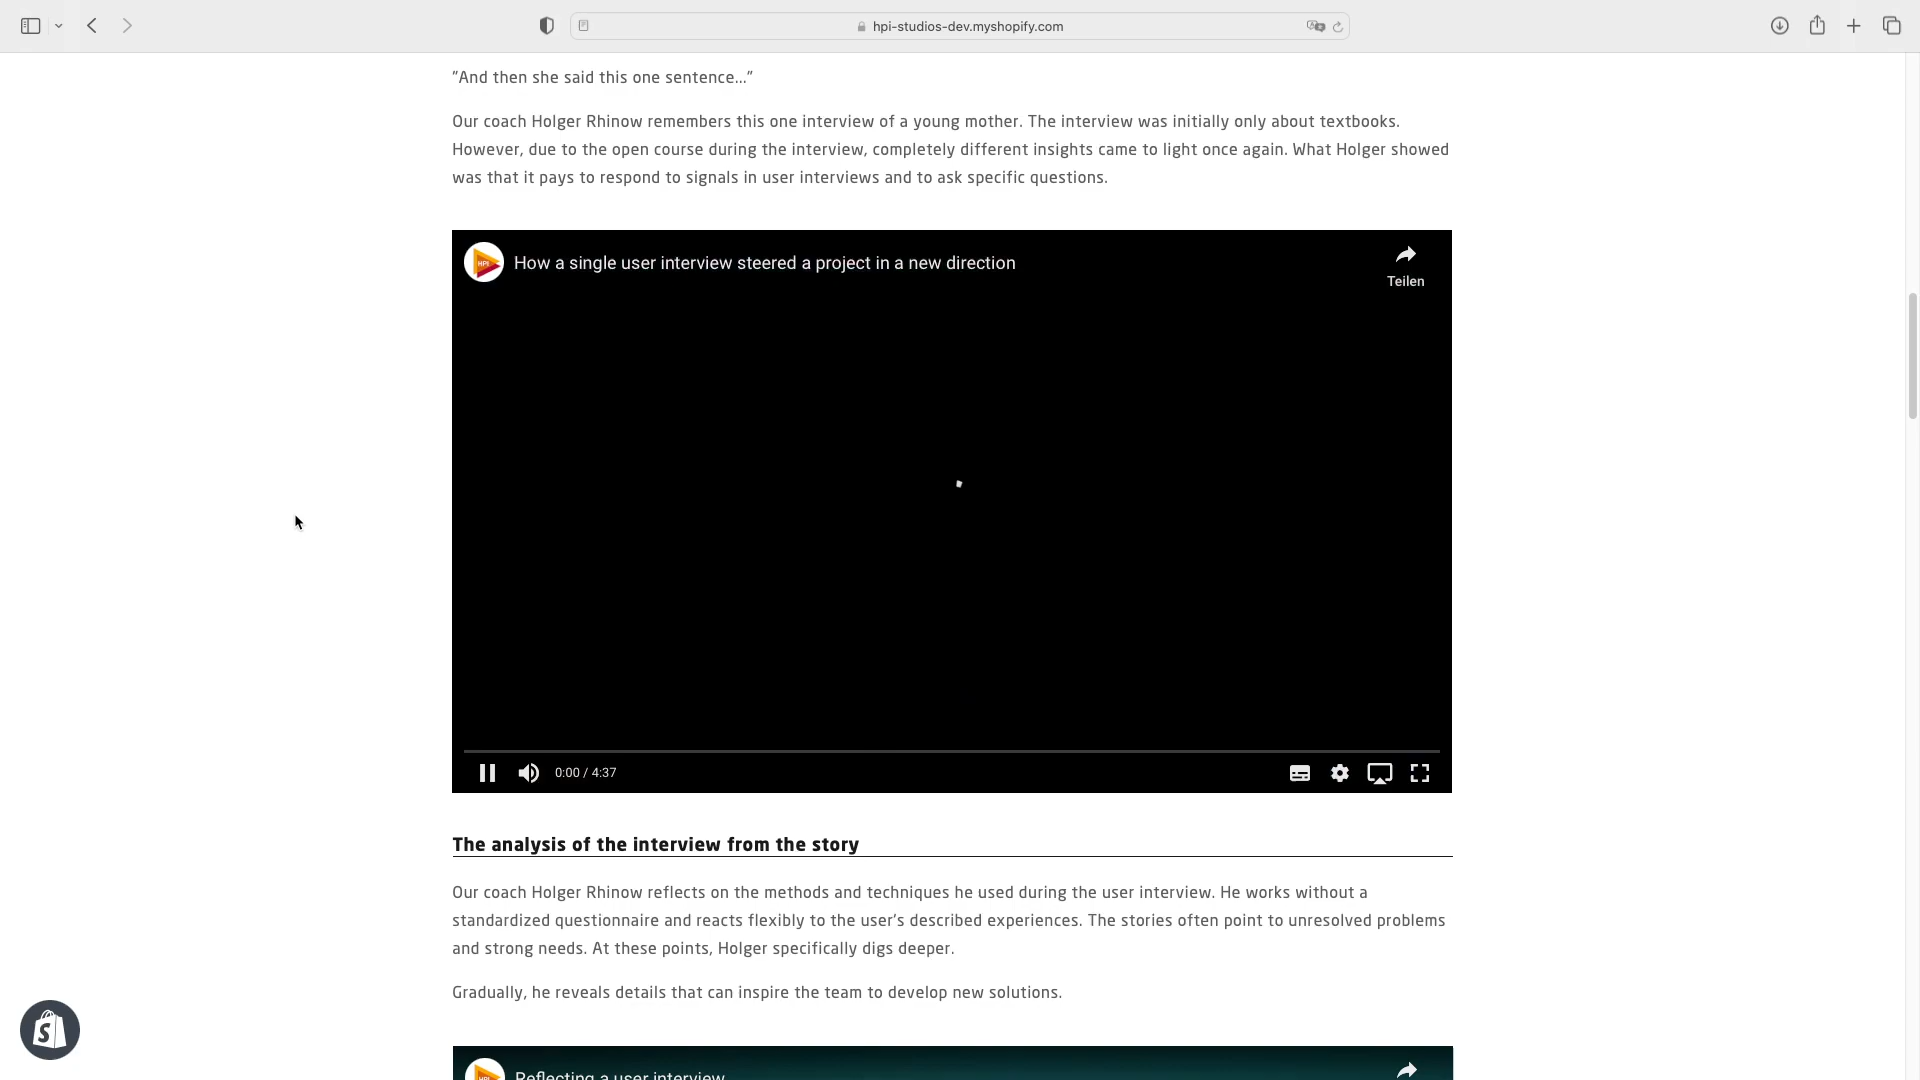 hpi-studios-dev.myshopify.com
"And then she said this one sentence..."
Our coach Holger Rhinow remembers this one interview of a young mother. The interview was initially only about textbooks.
However, due to the open course during the interview, completely different insights came to light once again. What Holger showed
was that it pays to respond to signals in user interviews and to ask specific questions.
HPI
How a single user interview steered a project in a new direction
Teilen
0:00 / 4:37
The analysis of the interview from the story
Our coach Holger Rhinow reflects on the methods and techniques he used during the user interview. He works without a
standardized questionnaire and reacts flexibly to the user's described experiences. The stories often point to unresolved problems
and strong needs. At these points, Holger specifically digs deeper.
Gradually, he reveals details that can inspire the team to develop new solutions.
HPI
Reflecting a user interview